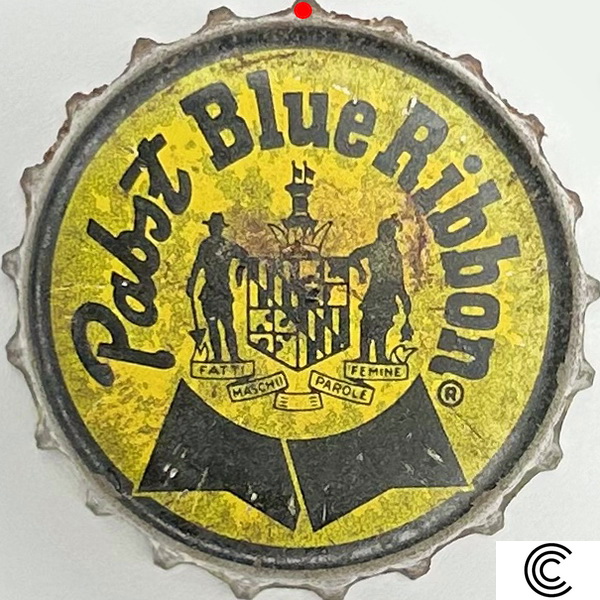 Pabst Blue Ribbon
®
FATTI MASCHII PAROLE FEMINE